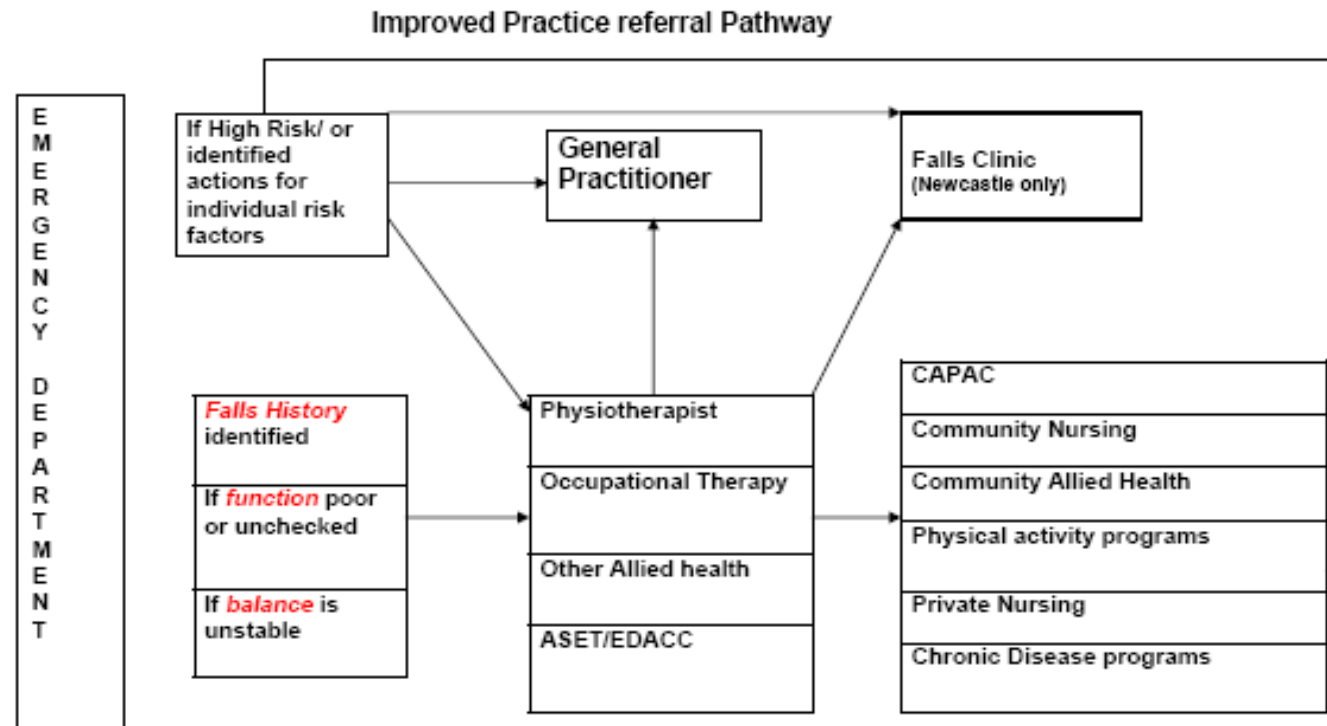 Improved Practice referral Pathway
E
M
E
R
G
E
N
C
Y
D
E
P
A
R
T
M
E
N
T
If High Risk/ or
identified
actions for
individual risk
factors
General
Practitioner
Falls Clinic
(Newcastle only)
Falls History
identified
If function poor
or unchecked
If balance is
unstable
Physiotherapist
Occupational Therapy
Other Allied health
ASET/EDACC
CAPAC
Community Nursing
Community Allied Health
Physical activity programs
Private Nursing
Chronic Disease programs